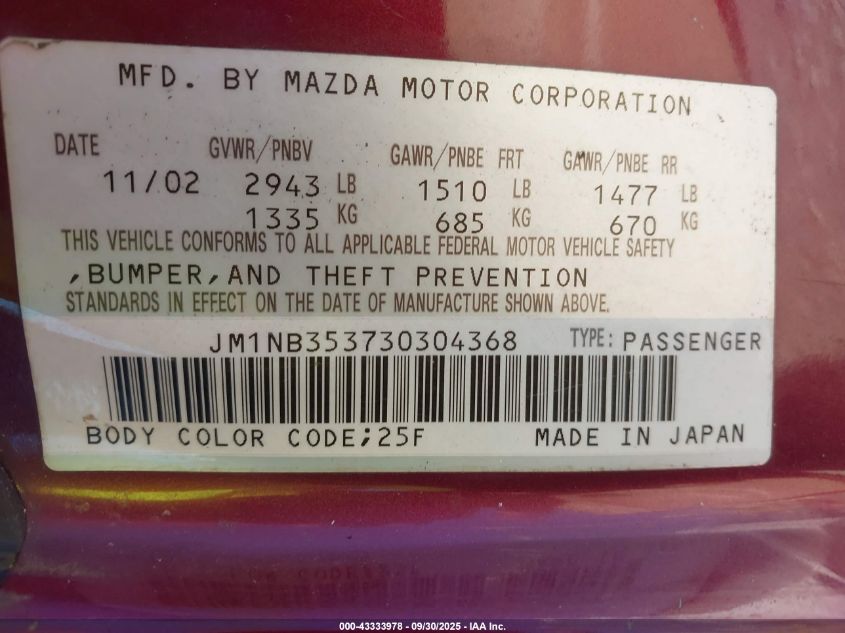 MFD. BY MAZDA MOTOR CORPORATION
DATE GVWR/PNBV GAWR/PNBE FRT GAWR/PNBE RR
11/02 2943 LB 1510 LB 1477 LB
1335 KG 685 KG 670 KG
THIS VEHICLE CONFORMS TO ALL APPLICABLE FEDERAL MOTOR VEHICLE SAFETY
,BUMPER,AND THEFT PREVENTION
STANDARDS IN EFFECT ON THE DATE OF MANUFACTURE SHOWN ABOVE.
JM1NB353730304368 TYPE: PASSENGER
BODY COLOR CODE;25F MADE IN JAPAN
000-43333978 - 09/30/2025 - IAA Inc.